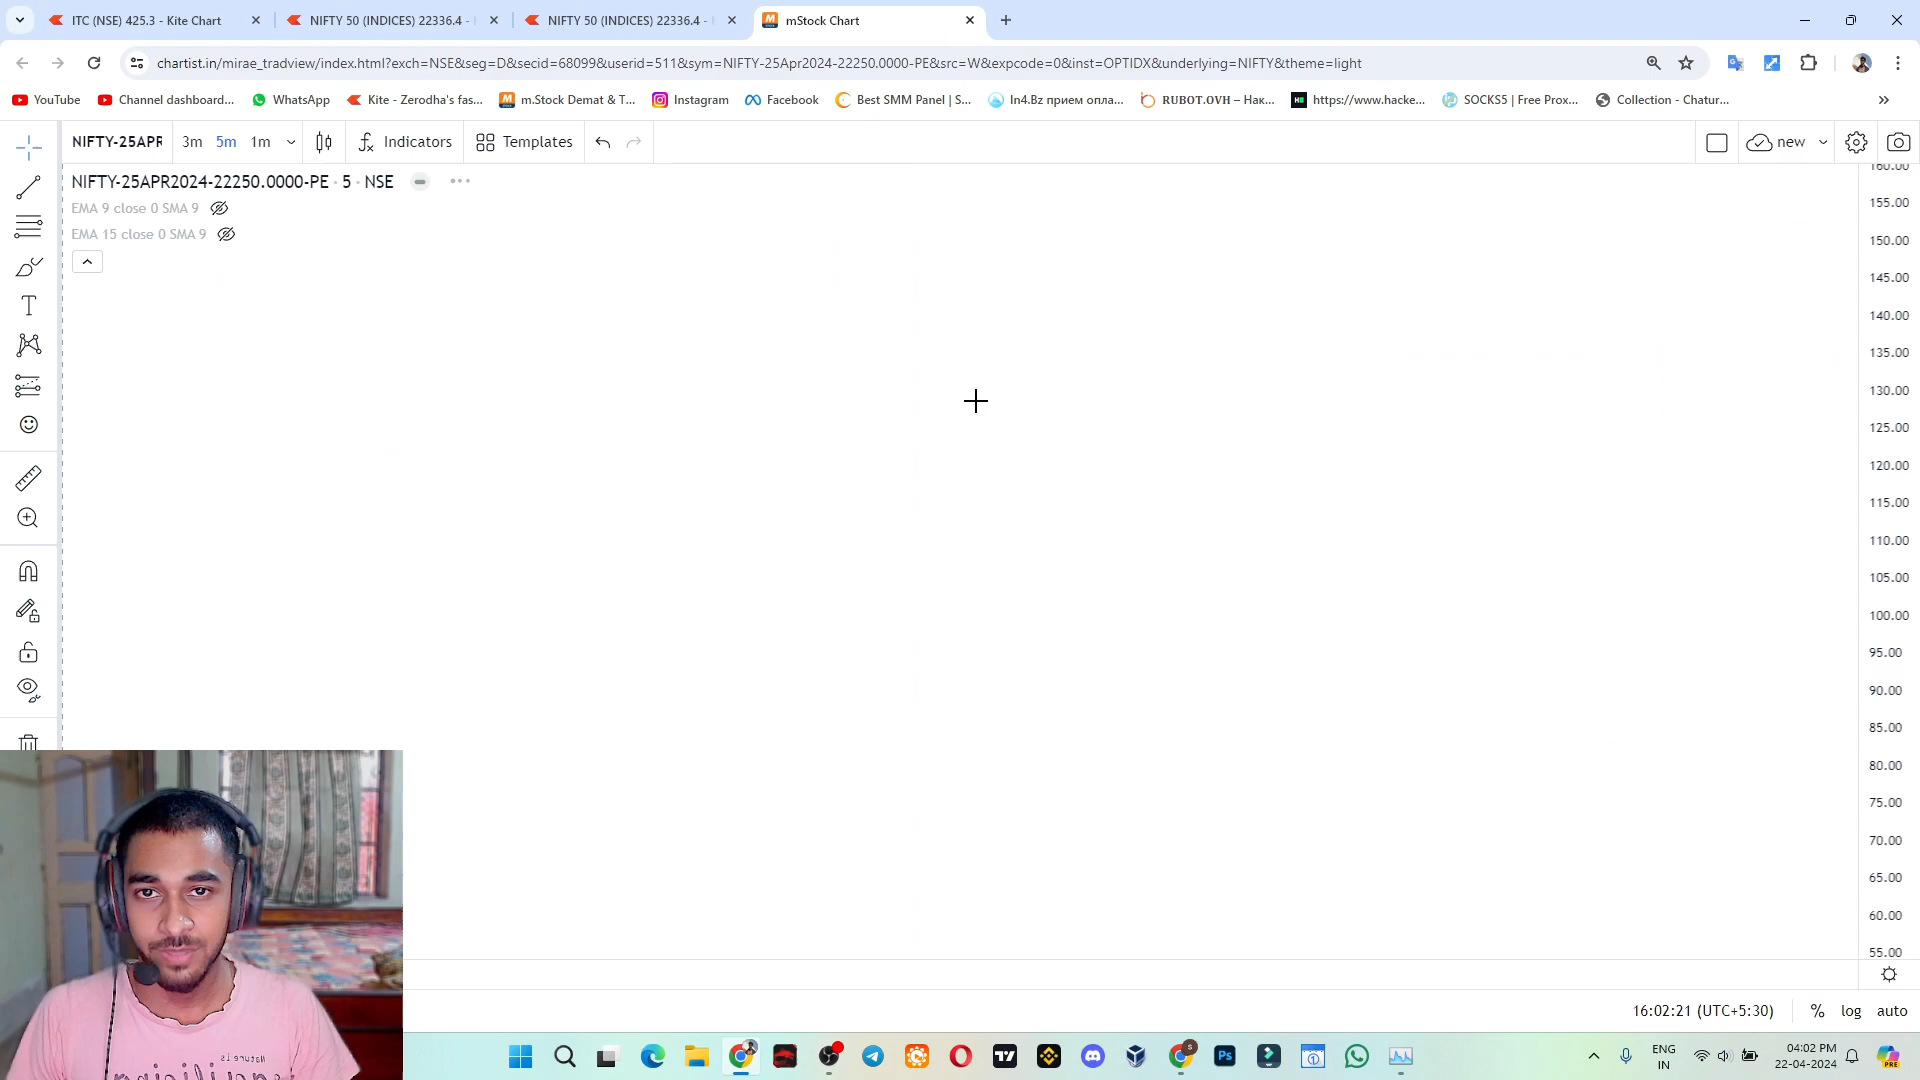 ITC (NSE) 425.3 - Kite Chart
NIFTY 50 (INDICES) 22336.4 -
NIFTY 50 (INDICES) 22336.4 -
mStock Chart
chartist.in/mirae_tradview/index.html?exch=NSE&seg=D&secid=68099&userid=511&sym=NIFTY-25Apr2024-22250.0000-PE&src=W&expcode=0&inst=OPTIDX&underlying=NIFTY&theme=light
YouTube
Channel dashboard...
WhatsApp
Kite - Zerodha's fas...
m.Stock Demat & T...
Instagram
Facebook
Best SMM Panel | S...
In4.Bz прием опла...
RUBOT.OVH – Нак...
https://www.hacke...
SOCKS5 | Free Prox...
Collection - Chatur...
NIFTY-25APR
3m 5m 1m
Indicators
Templates
new
NIFTY-25APR2024-22250.0000-PE · 5 · NSE
EMA 9 close 0 SMA 9
EMA 15 close 0 SMA 9
160.00
155.00
150.00
145.00
140.00
135.00
130.00
125.00
120.00
115.00
110.00
105.00
100.00
95.00
90.00
85.00
80.00
75.00
70.00
65.00
60.00
55.00
16:02:21 (UTC+5:30)
% log auto
ENG
IN
04:02 PM
22-04-2024